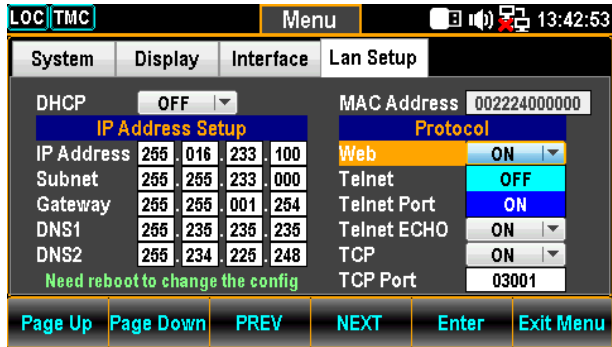 LOC TMC Menu 13:42:53
System Display Interface Lan Setup
DHCP OFF MAC Address 002224000000
IP Address Setup Protocol
IP Address 255 . 016 . 233 . 100 Web ON
Subnet 255 . 255 . 233 . 000 Telnet OFF
Gateway 255 . 255 . 001 . 254 Telnet Port ON
DNS1 255 . 235 . 235 . 235 Telnet ECHO ON
DNS2 255 . 234 . 225 . 248 TCP ON
Need reboot to change the config TCP Port 03001
Page Up Page Down PREV NEXT Enter Exit Menu